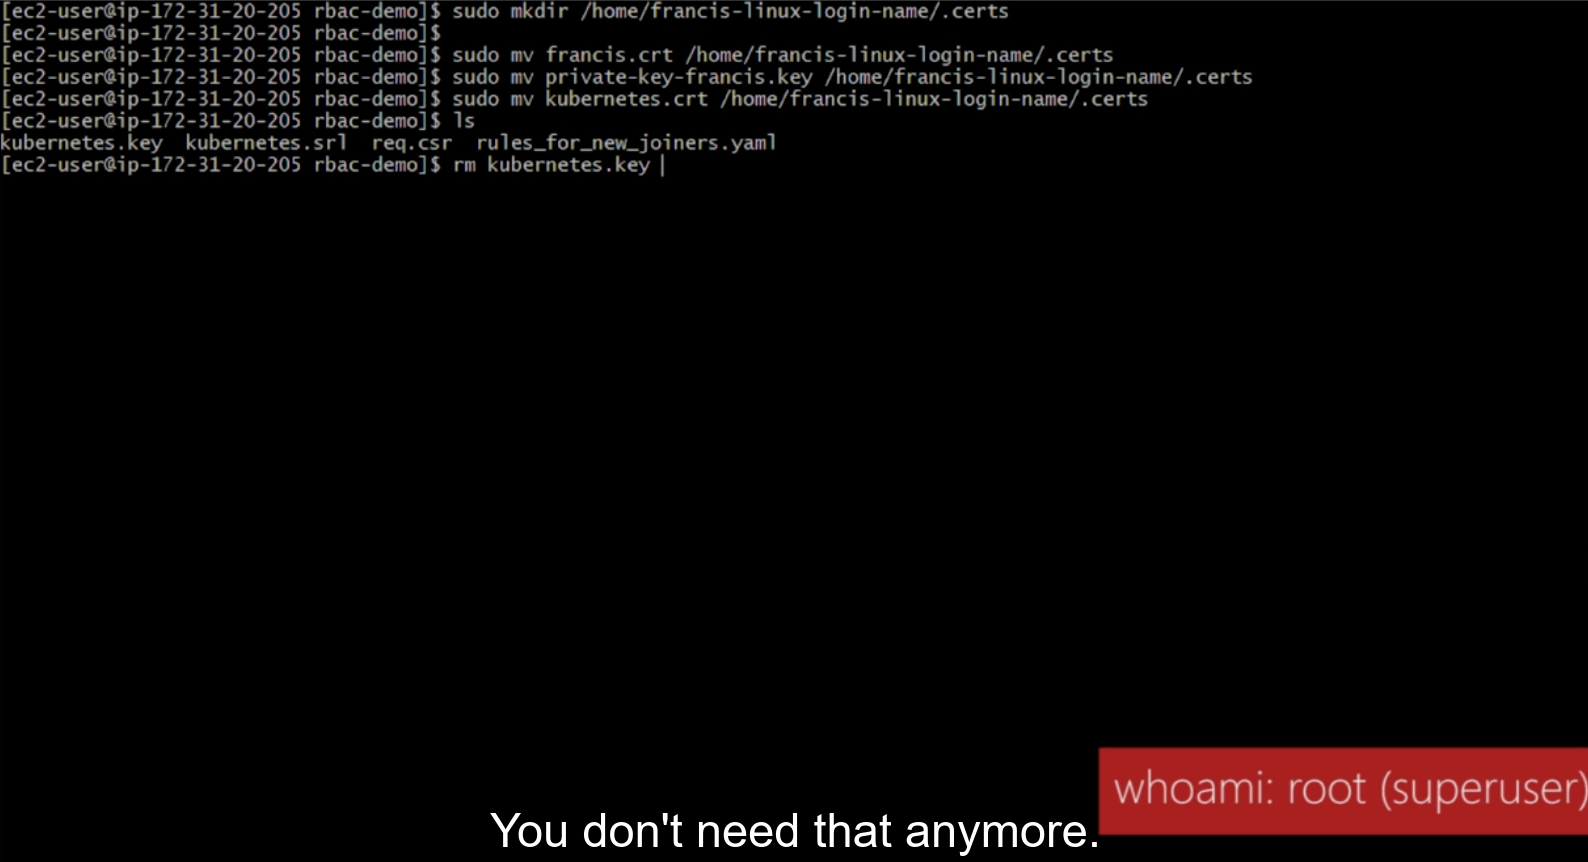 [ec2-user@ip-172-31-20-205 rbac-demo]$ sudo mkdir /home/francis-linux-login-name/.certs
[ec2-user@ip-172-31-20-205 rbac-demo]$
[ec2-user@ip-172-31-20-205 rbac-demo]$ sudo mv francis.crt /home/francis-linux-login-name/.certs
[ec2-user@ip-172-31-20-205 rbac-demo]$ sudo mv private-key-francis.key /home/francis-linux-login-name/.certs
[ec2-user@ip-172-31-20-205 rbac-demo]$ sudo mv kubernetes.crt /home/francis-linux-login-name/.certs
[ec2-user@ip-172-31-20-205 rbac-demo]$ ls
kubernetes.key  kubernetes.srl  req.csr  rules_for_new_joiners.yaml
[ec2-user@ip-172-31-20-205 rbac-demo]$ rm kubernetes.key
whoami: root (superuser)
You don't need that anymore.